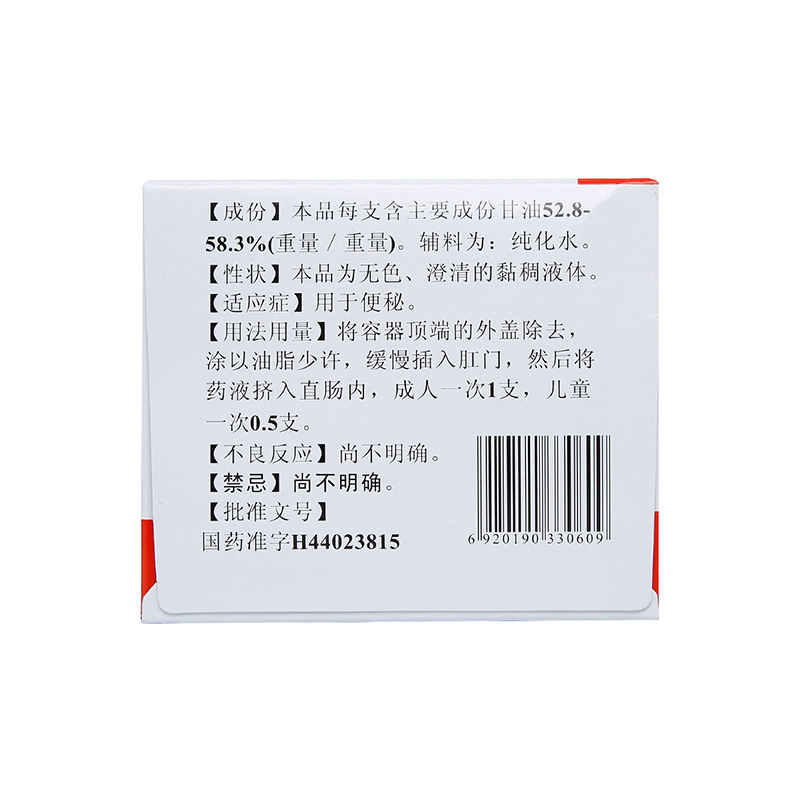 【成份】本品每支含主要成份甘油52.8-
58.3%(重量／重量)。辅料为：纯化水。
【性状】本品为无色、澄清的黏稠液体。
【适应症】用于便秘。
【用法用量】将容器顶端的外盖除去，
涂以油脂少许，缓慢插入肛门，然后将
药液挤入直肠内，成人一次1支，儿童
一次0.5支。
【不良反应】尚不明确。
【禁忌】尚不明确。
【批准文号】
国药准字H44023815
6 920190 330609